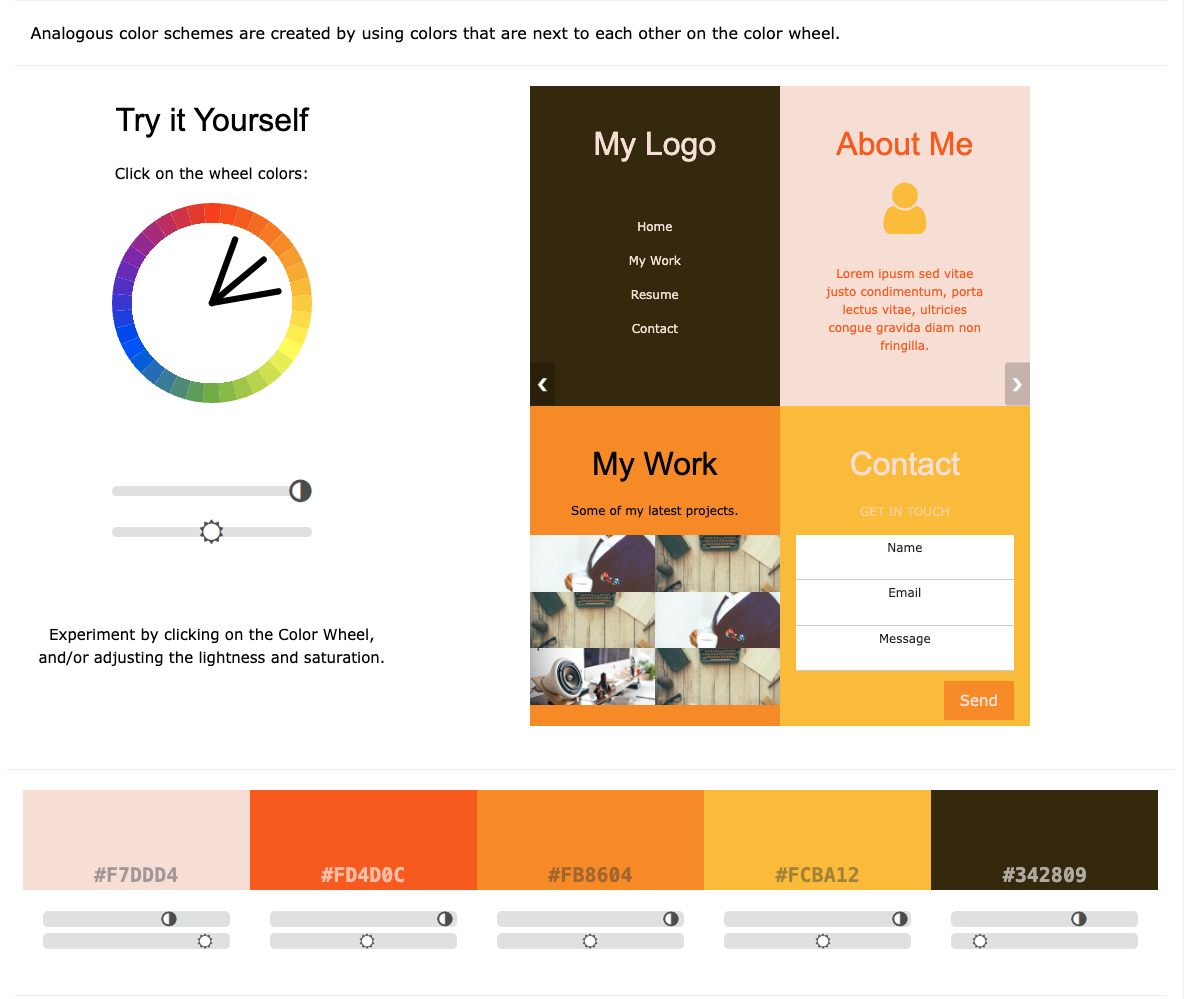 Analogous color schemes are created by using colors that are next to each other on the color wheel.
Try it Yourself
Click on the wheel colors:
Experiment by clicking on the Color Wheel,
and/or adjusting the lightness and saturation.
My Logo
Home
My Work
Resume
Contact
About Me
Lorem ipusm sed vitae
justo condimentum, porta
lectus vitae, ultricies
congue gravida diam non
fringilla.
My Work
Some of my latest projects.
Contact
GET IN TOUCH
Name
Email
Message
Send
#F7DDD4
#FD4D0C
#FB8604
#FCBA12
#342809